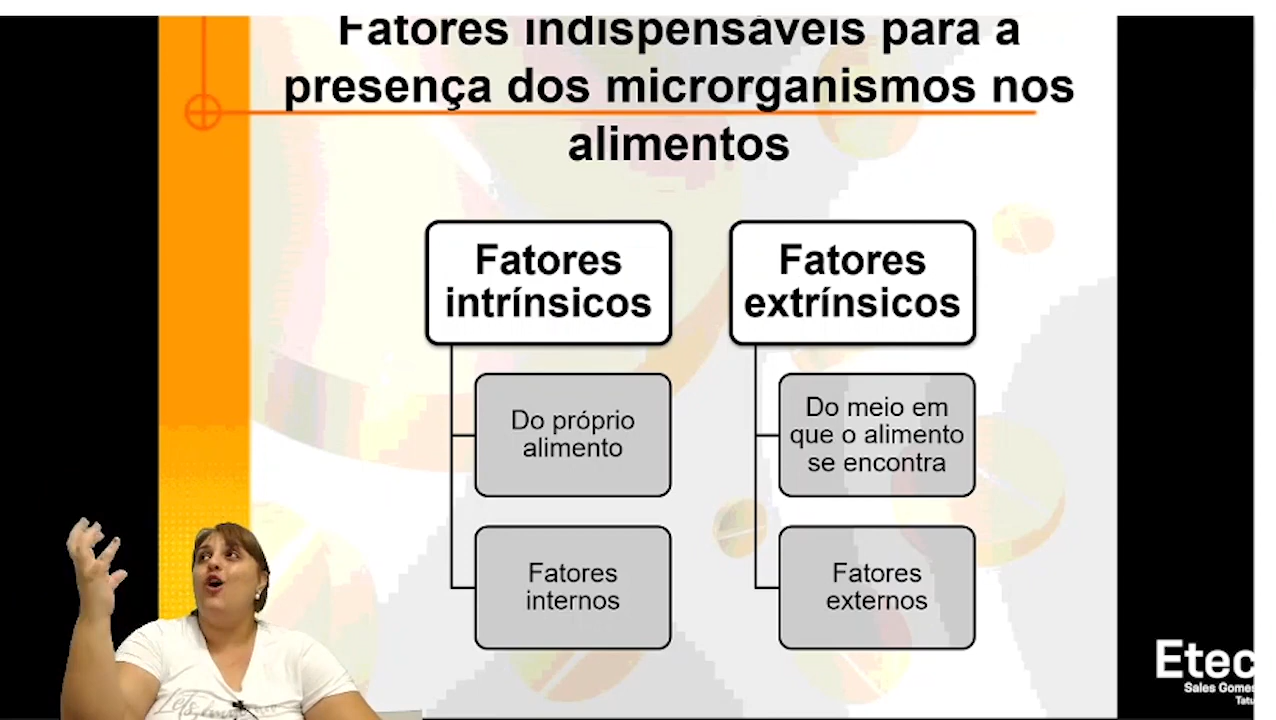 Fatores indispensáveis para a
presença dos microrganismos nos
alimentos
Fatores
intrínsicos
Do próprio
alimento
Fatores
internos
Fatores
extrínsicos
Do meio em
que o alimento
se encontra
Fatores
externos
Etec
Sales Gomes
Tatu